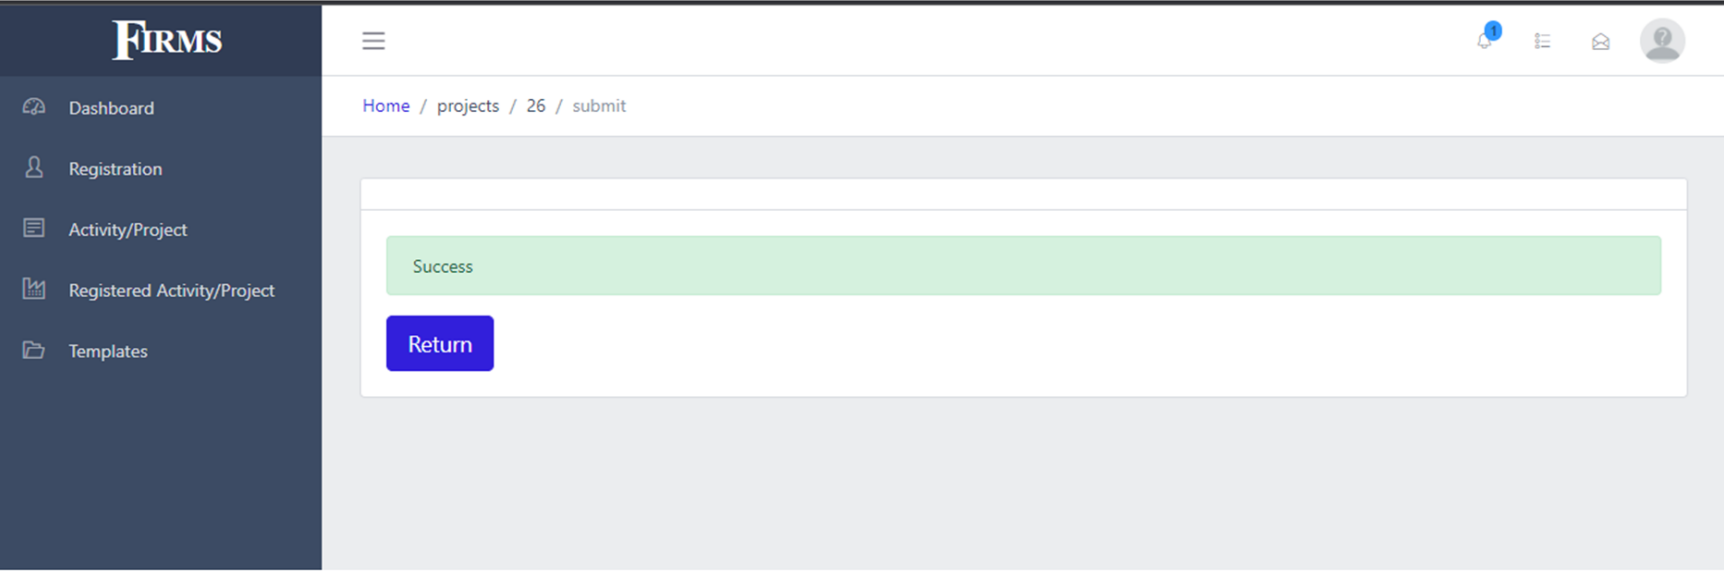 FIRMS
1
Home / projects / 26 / submit
Dashboard
Registration
Activity/Project
Registered Activity/Project
Templates
Success
Return